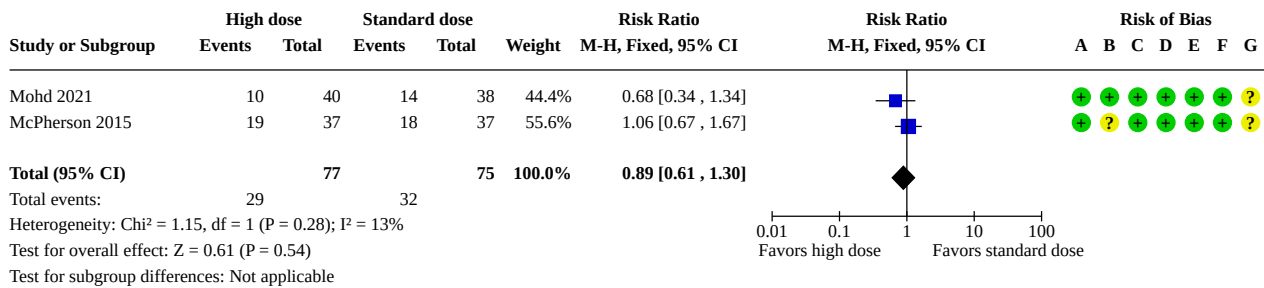 High dose Standard dose Risk Ratio Risk Ratio Risk of Bias
Study or Subgroup Events Total Events Total Weight M-H, Fixed, 95% CI M-H, Fixed, 95% CI A B C D E F G
Mohd 2021 10 40 14 38 44.4% 0.68 [0.34 , 1.34] + + + + + + ?
McPherson 2015 19 37 18 37 55.6% 1.06 [0.67 , 1.67] + ? + + + + ?
Total (95% CI) 77 75 100.0% 0.89 [0.61 , 1.30]
Total events: 29 32
Heterogeneity: Chi² = 1.15, df = 1 (P = 0.28); I² = 13%
0.01 0.1 1 10 100
Test for overall effect: Z = 0.61 (P = 0.54) Favors high dose Favors standard dose
Test for subgroup differences: Not applicable